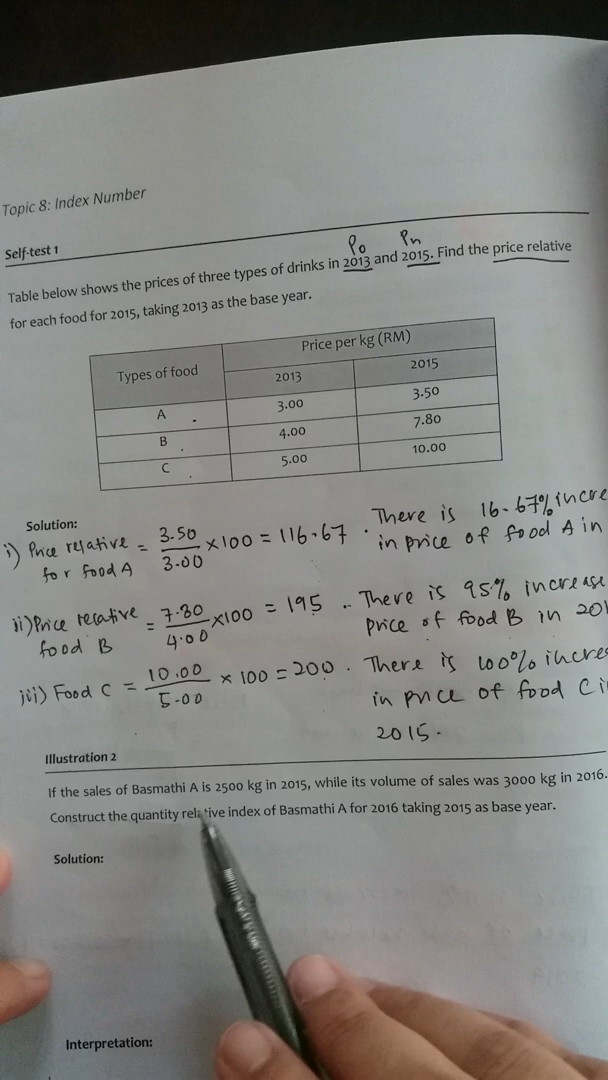 Topic 8: Index Number
Self-test 1
Po Pn
Table below shows the prices of three types of drinks in 2013 and 2015. Find the price relative
for each food for 2015, taking 2013 as the base year.
Types of food Price per kg (RM)
2013 2015
A 3.00 3.50
B 4.00 7.80
C 5.00 10.00
Solution:
i) Price relative for food A = 3.50/3.00 x 100 = 116.67 . There is 16.67% incre
in price of food A in
ii) Price relative food B = 7.80/4.00 x 100 = 195 .. There is 95% increase
price of food B in 201
iii) Food C = 10.00/5.00 x 100 = 200 . There is 100% incre
in price of food C i
2015.
Illustration 2
If the sales of Basmathi A is 2500 kg in 2015, while its volume of sales was 3000 kg in 2016.
Construct the quantity relative index of Basmathi A for 2016 taking 2015 as base year.
Solution:
Interpretation: